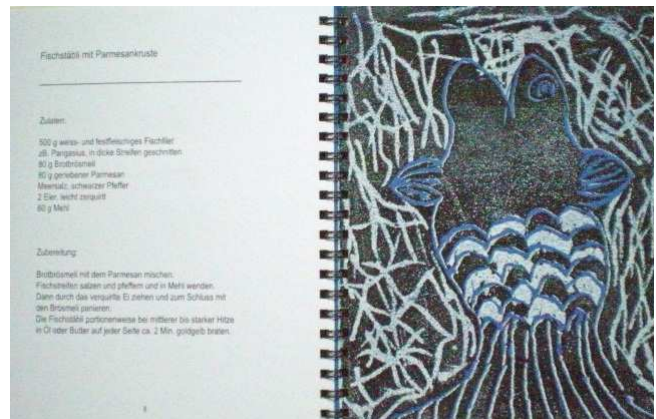 Fischstäbli mit Parmesankruste
Zutaten:
500 g weiss- und festfleischiges Fischfilet
zB. Pangasius, in dicke Streifen geschnitten
80 g Brotbrösmeli
80 g geriebener Parmesan
Meersalz, schwarzer Pfeffer
2 Eier, leicht zerquirlt
60 g Mehl
Zubereitung:
Brotbrösmeli mit dem Parmesan mischen.
Fischstreifen salzen und pfeffern und in Mehl wenden.
Dann durch das verquirlte Ei ziehen und zum Schluss mit
den Brösmeli panieren.
Die Fischstäbli portionenweise bei mittlerer bis starker Hitze
in Öl oder Butter auf jeder Seite ca. 2 Min. goldgelb braten.